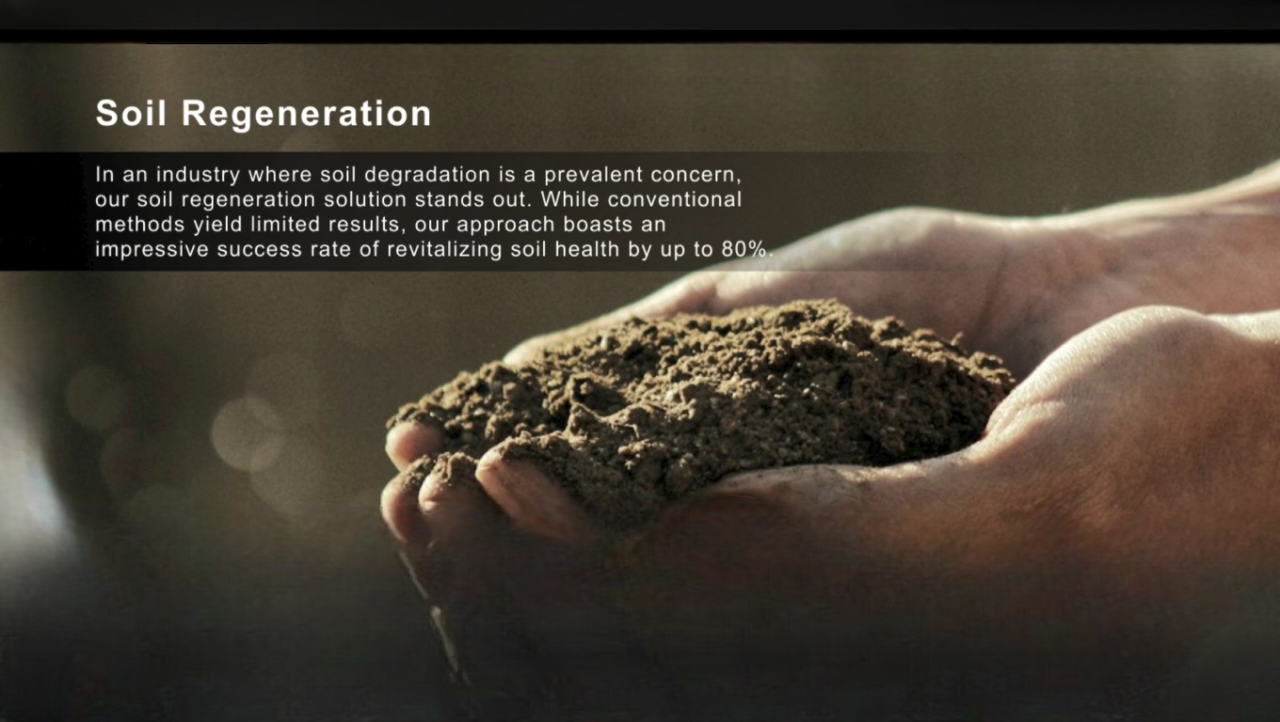 Soil Regeneration
In an industry where soil degradation is a prevalent concern,
our soil regeneration solution stands out. While conventional
methods yield limited results, our approach boasts an
impressive success rate of revitalizing soil health by up to 80%.